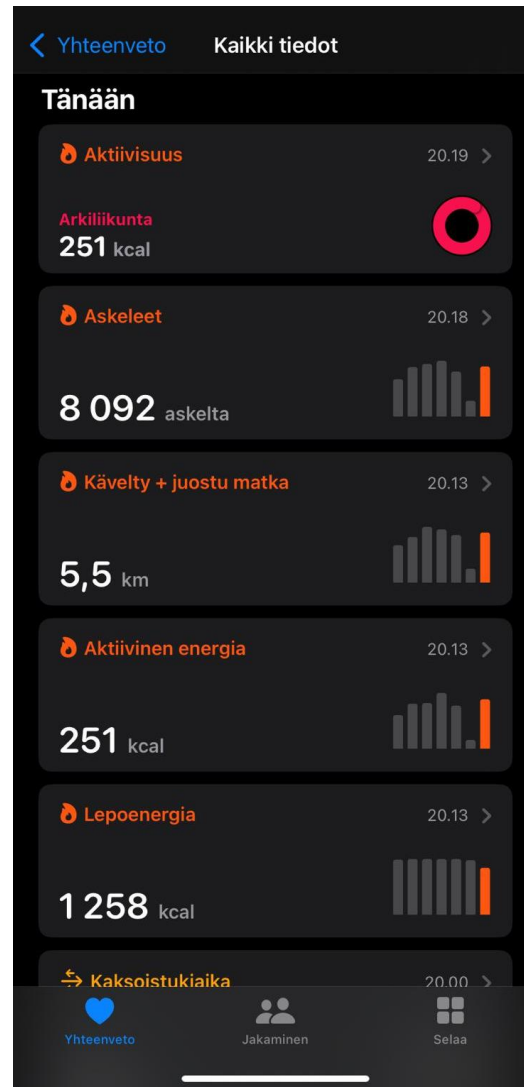 Yhteenveto Kaikki tiedot
Tänään
Aktiivisuus 20.19
Arkiliikunta
251 kcal
Askeleet 20.18
8 092 askelta
Kävelty + juostu matka 20.13
5,5 km
Aktiivinen energia 20.13
251 kcal
Lepoenergia 20.13
1 258 kcal
Kaksoistukiaika 20.00
Yhteenveto Jakaminen Selaa